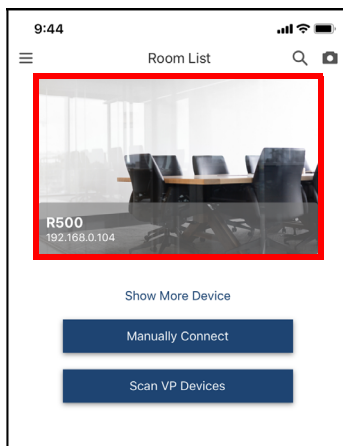 9:44
Room List
R500
192.168.0.104
Show More Device
Manually Connect
Scan VP Devices